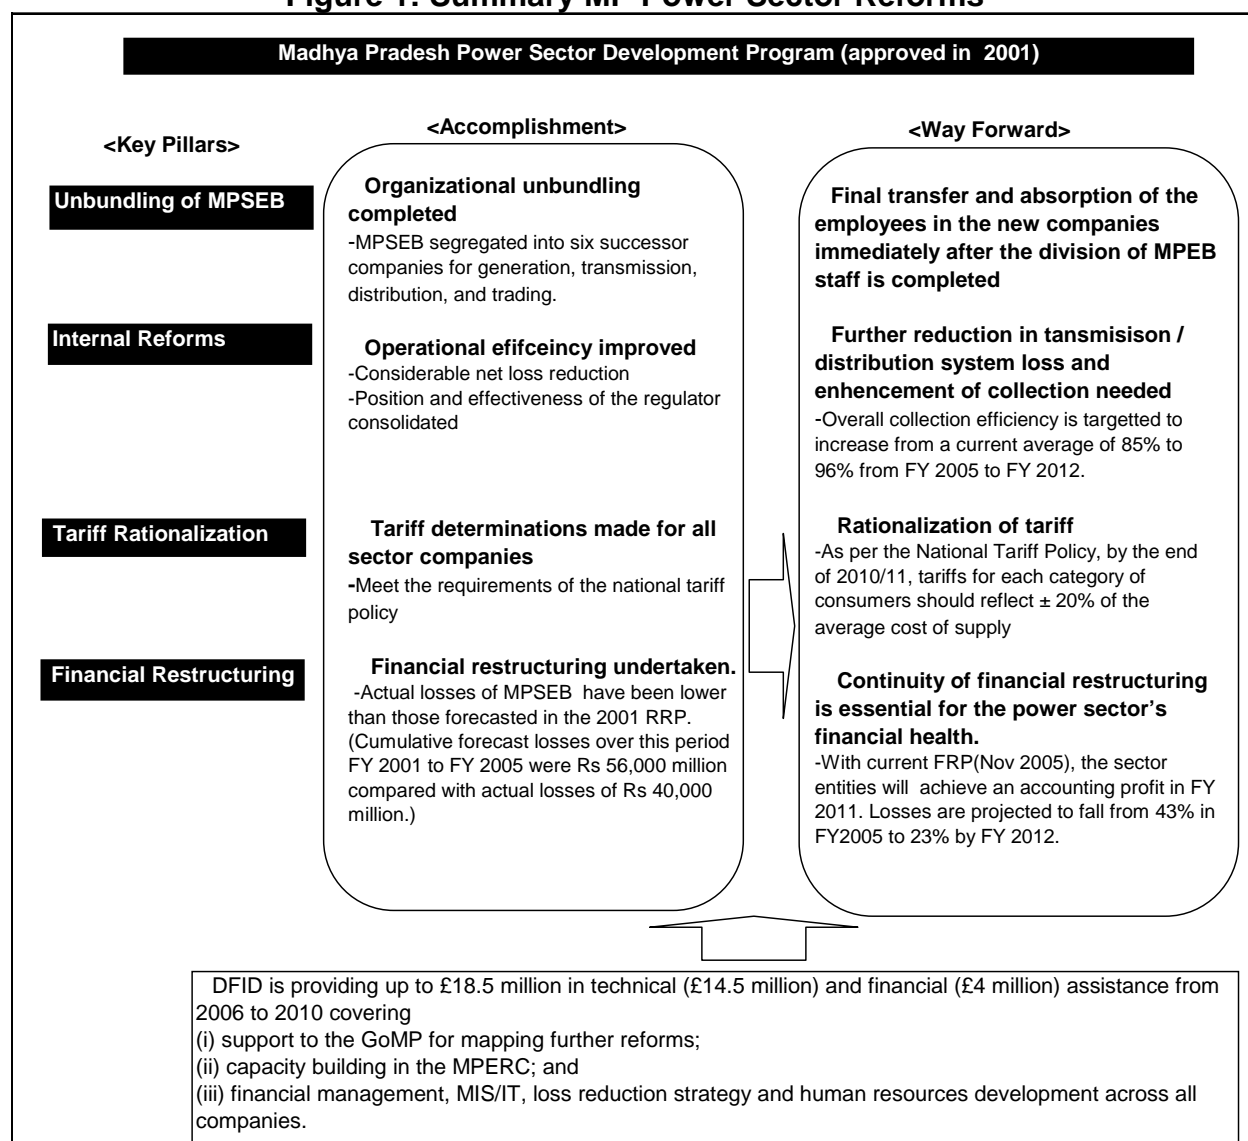 Figure 1: Summary MP Power Sector Reforms
Madhya Pradesh Power Sector Development Program (approved in  2001)
<Key Pillars>
<Accomplishment>
<Way Forward>
Unbundling of MPSEB
Organizational unbundling
completed
-MPSEB segregated into six successor
companies for generation, transmission,
distribution, and trading.
Final transfer and absorption of the
employees in the new companies
immediately after the division of MPEB
staff is completed
Internal Reforms
Operational efifceincy improved
-Considerable net loss reduction
-Position and effectiveness of the regulator
consolidated
Further reduction in tansmisison /
distribution system loss and
enhencement of collection needed
-Overall collection efficiency is targetted to
increase from a current average of 85% to
96% from FY 2005 to FY 2012.
Tariff Rationalization
Tariff determinations made for all
sector companies
-Meet the requirements of the national tariff
policy
Rationalization of tariff
-As per the National Tariff Policy, by the end
of 2010/11, tariffs for each category of
consumers should reflect ± 20% of the
average cost of supply
Financial Restructuring
Financial restructuring undertaken.
-Actual losses of MPSEB  have been lower
than those forecasted in the 2001 RRP.
(Cumulative forecast losses over this period
FY 2001 to FY 2005 were Rs 56,000 million
compared with actual losses of Rs 40,000
million.)
Continuity of financial restructuring
is essential for the power sector’s
financial health.
-With current FRP(Nov 2005), the sector
entities will  achieve an accounting profit in FY
2011. Losses are projected to fall from 43% in
FY2005 to 23% by FY 2012.
DFID is providing up to £18.5 million in technical (£14.5 million) and financial (£4 million) assistance from
2006 to 2010 covering
(i) support to the GoMP for mapping further reforms;
(ii) capacity building in the MPERC; and
(iii) financial management, MIS/IT, loss reduction strategy and human resources development across all
companies.